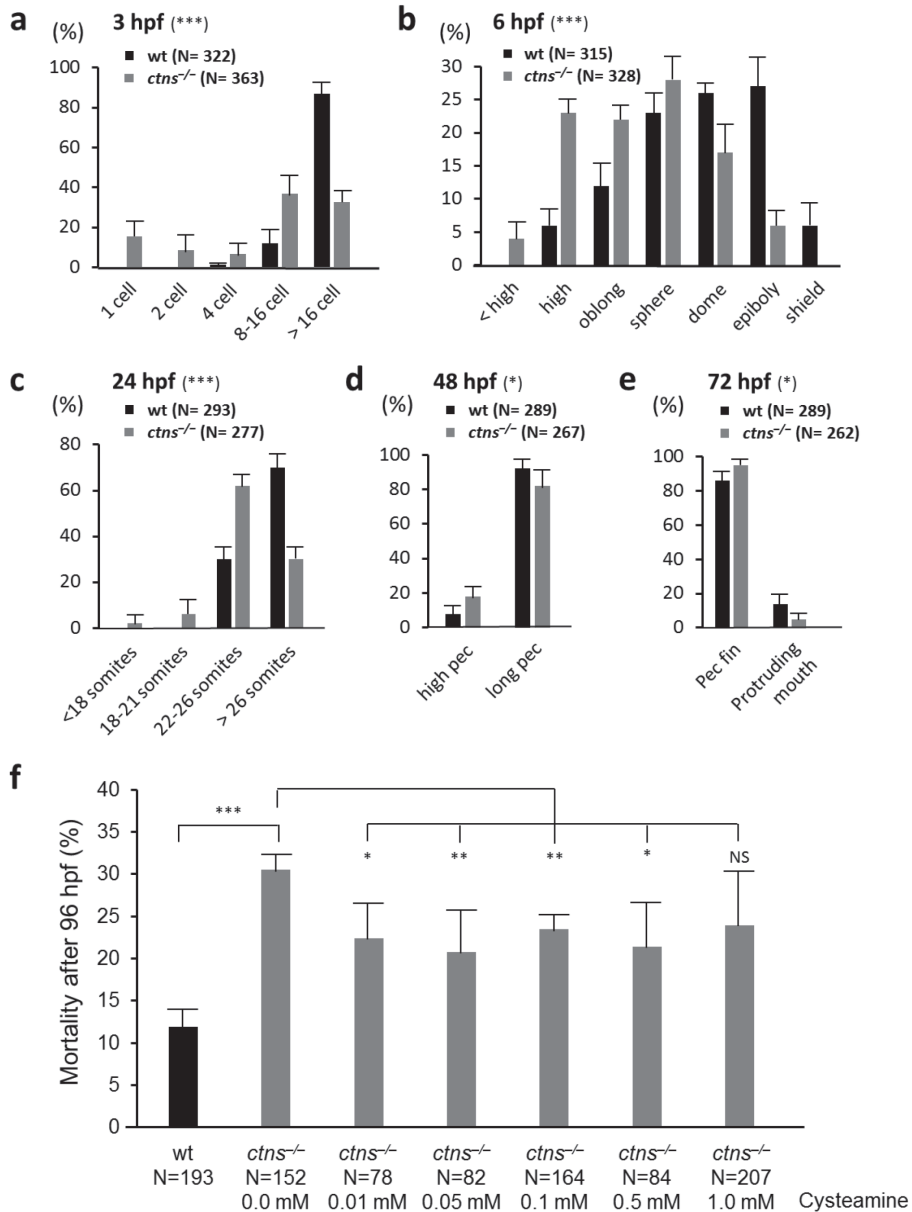 a 3 hpf (***)
(%)
wt (N= 322)
ctns–/– (N= 363)
100
80
60
40
20
0
1 cell
2 cell
4 cell
8-16 cell
> 16 cell
b 6 hpf (***)
(%)
wt (N= 315)
ctns–/– (N= 328)
30
25
20
15
10
5
0
< high
high
oblong
sphere
dome
epiboly
shield
c 24 hpf (***)
(%)
wt (N= 293)
ctns–/– (N= 277)
80
60
40
20
0
<18 somites
18-21 somites
22-26 somites
> 26 somites
d 48 hpf (*)
(%)
wt (N= 289)
ctns–/– (N= 267)
100
80
60
40
20
0
high pec
long pec
e 72 hpf (*)
(%)
wt (N= 289)
ctns–/– (N= 262)
100
80
60
40
20
0
Pec fin
Protruding
mouth
f
Mortality after 96 hpf (%)
40
35
30
25
20
15
10
5
0
***
* ** ** * NS
wt ctns–/– ctns–/– ctns–/– ctns–/– ctns–/– ctns–/–
N=193 N=152 N=78 N=82 N=164 N=84 N=207
0.0 mM 0.01 mM 0.05 mM 0.1 mM 0.5 mM 1.0 mM Cysteamine